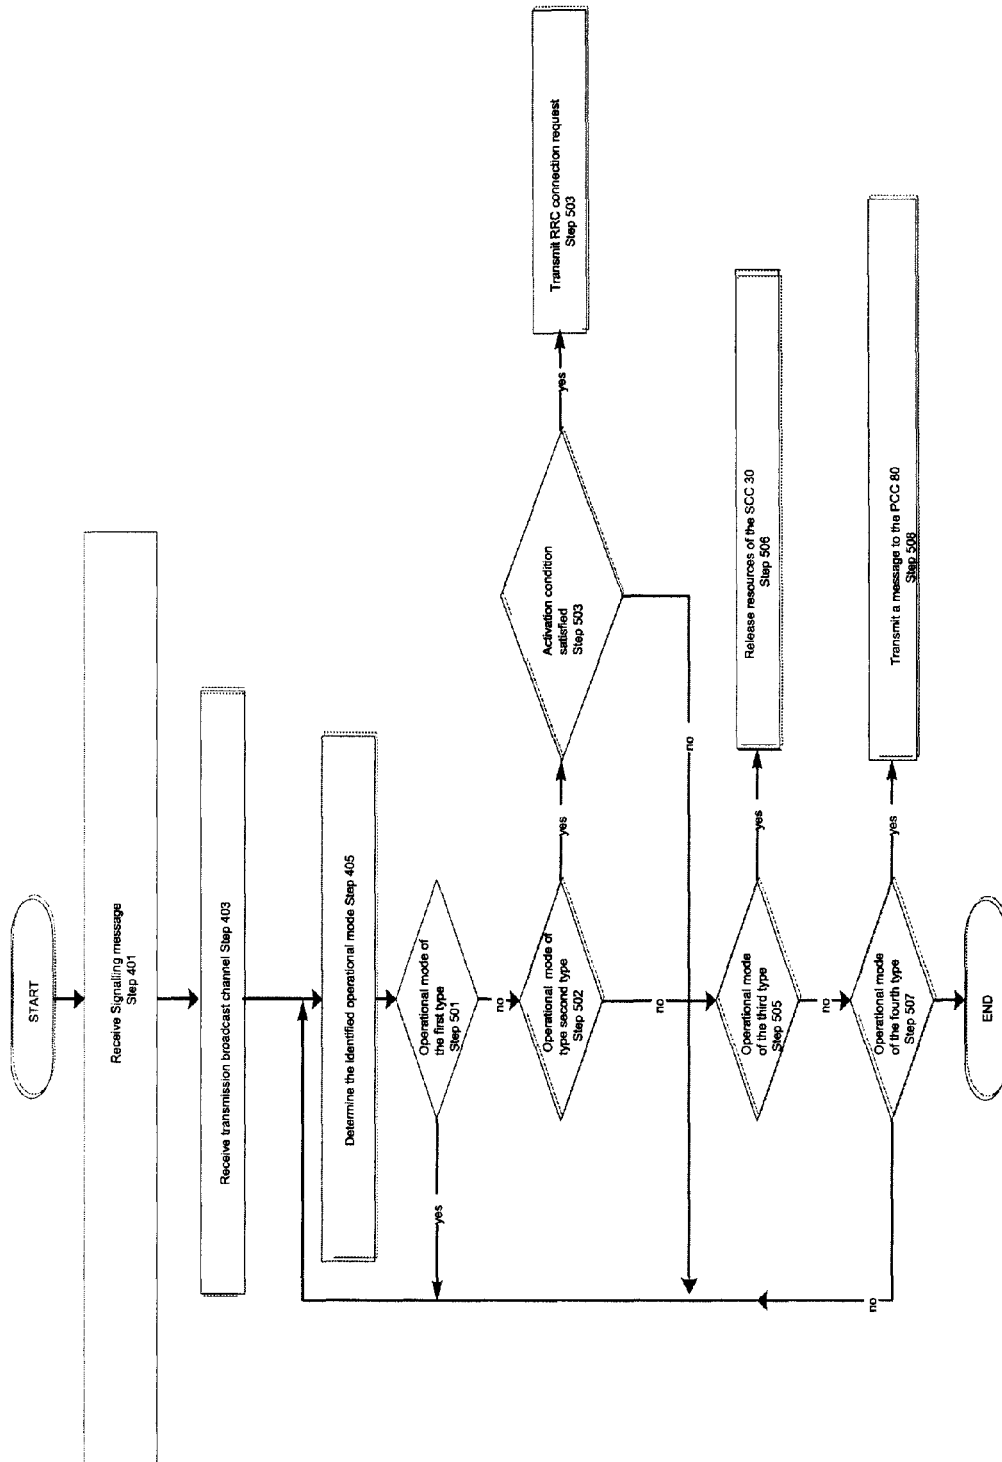 START
Receive Signalling message
Step 401
Receive transmission broadcast channel Step 403
Determine the Identified operational mode Step 405
Operational mode of
the first type
Step 501
yes
no
Operational mode of
type second type
Step 502
yes
no
Activation condition
satisfied
Step 503
yes
no
Transmit RRC connection request
Step 503
Operational mode
of the third type
Step 505
yes
no
Release resources of the SCC 30
Step 506
Operational mode
of the fourth type
Step 507
yes
no
Transmit a message to the PCC 80
Step 508
END